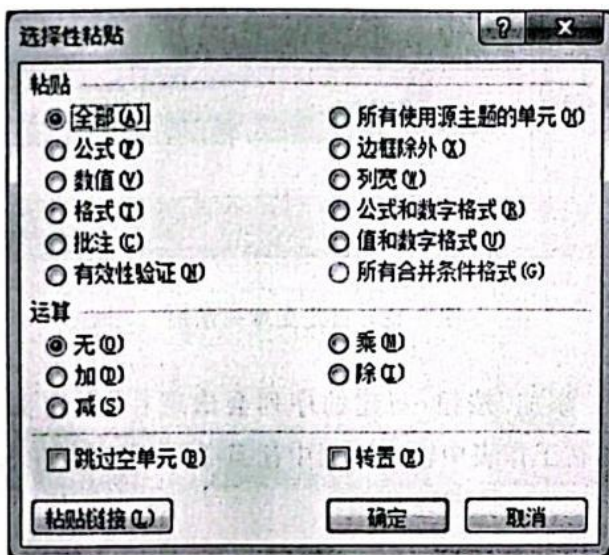 选择性粘贴
粘贴
全部(A)
所有使用源主题的单元(H)
公式(F)
边框除外(X)
数值(V)
列宽(W)
格式(T)
公式和数字格式(R)
批注(C)
值和数字格式(U)
有效性验证(N)
所有合并条件格式(G)
运算
无(O)
乘(M)
加(D)
除(I)
减(S)
跳过空单元(B)
转置(E)
粘贴链接(L)
确定
取消